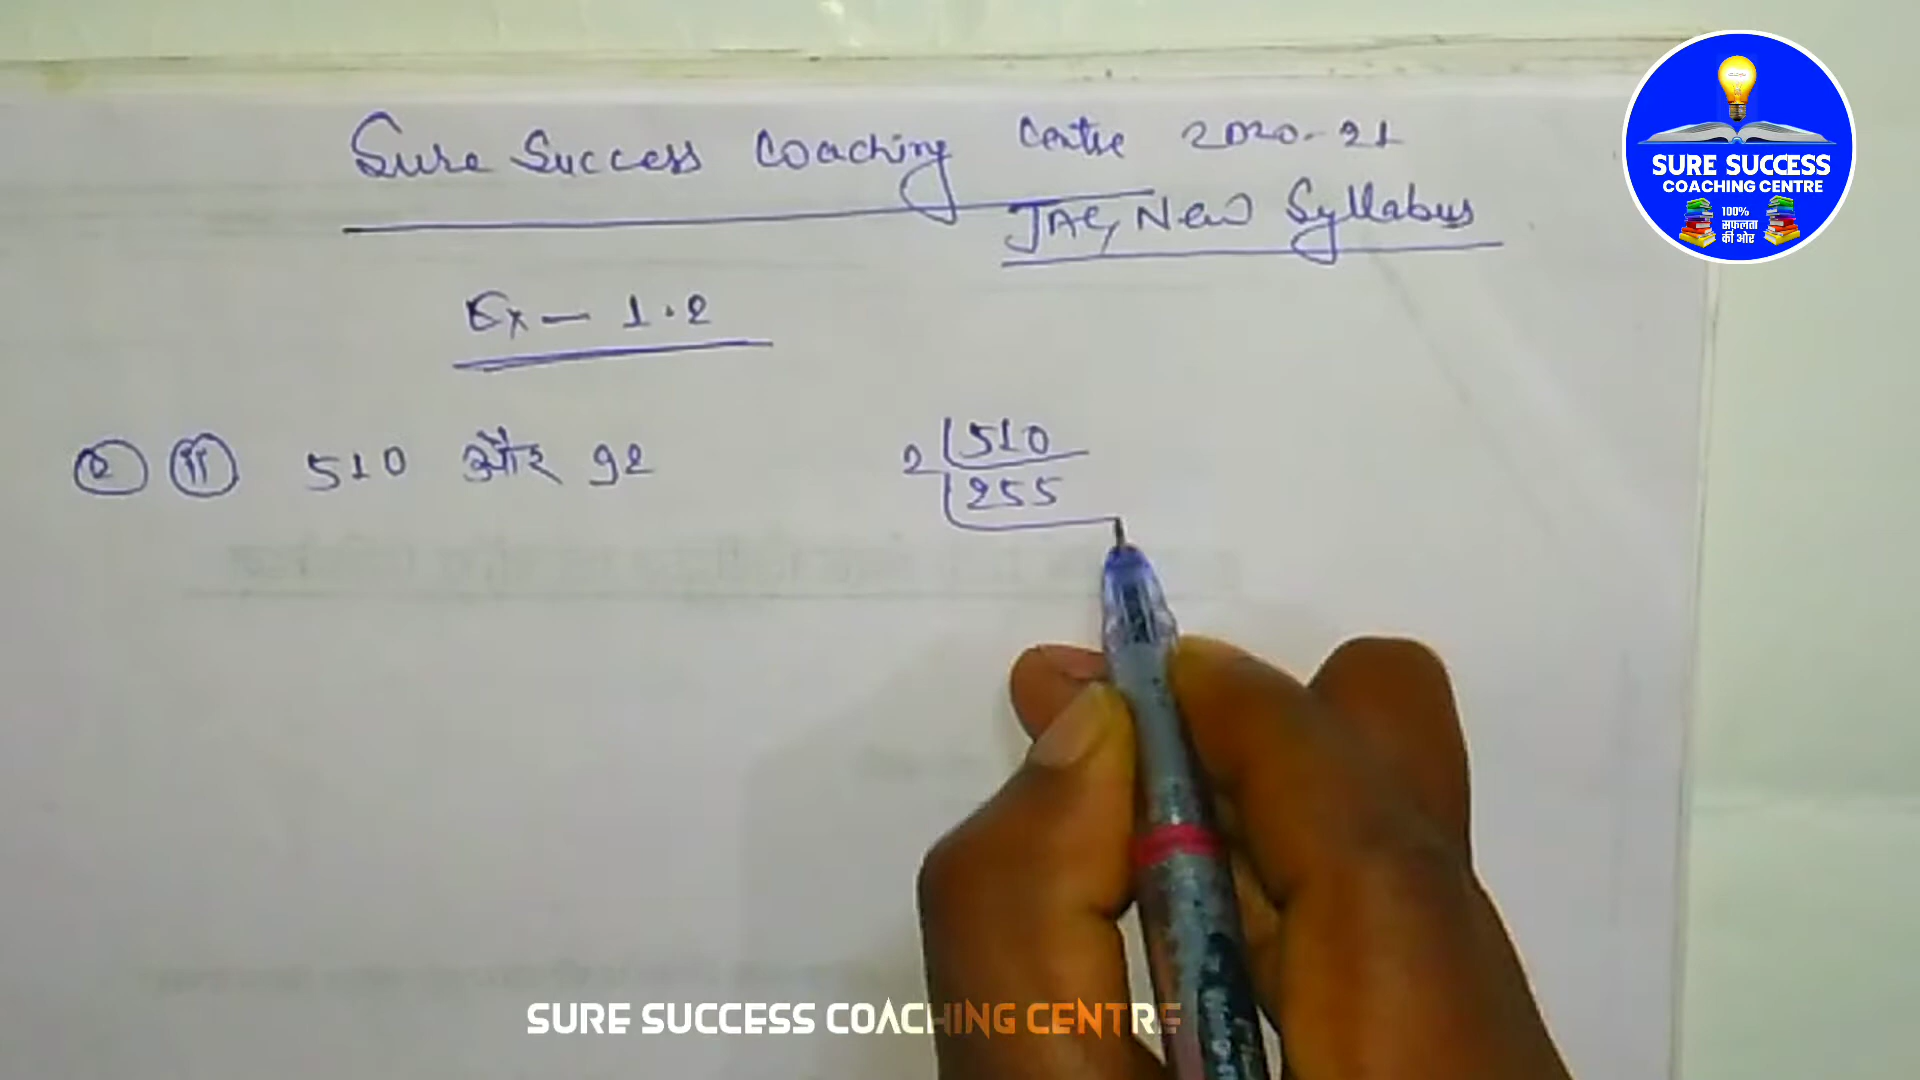 Sure Success Coaching Centre 2020-21
JAC, New Syllabus
Ex — 1.2
2 ii 510 और 92
2 510
255
SURE SUCCESS
COACHING CENTRE
100%
सफलता
की ओर
SURE SUCCESS COACHING CENTRE